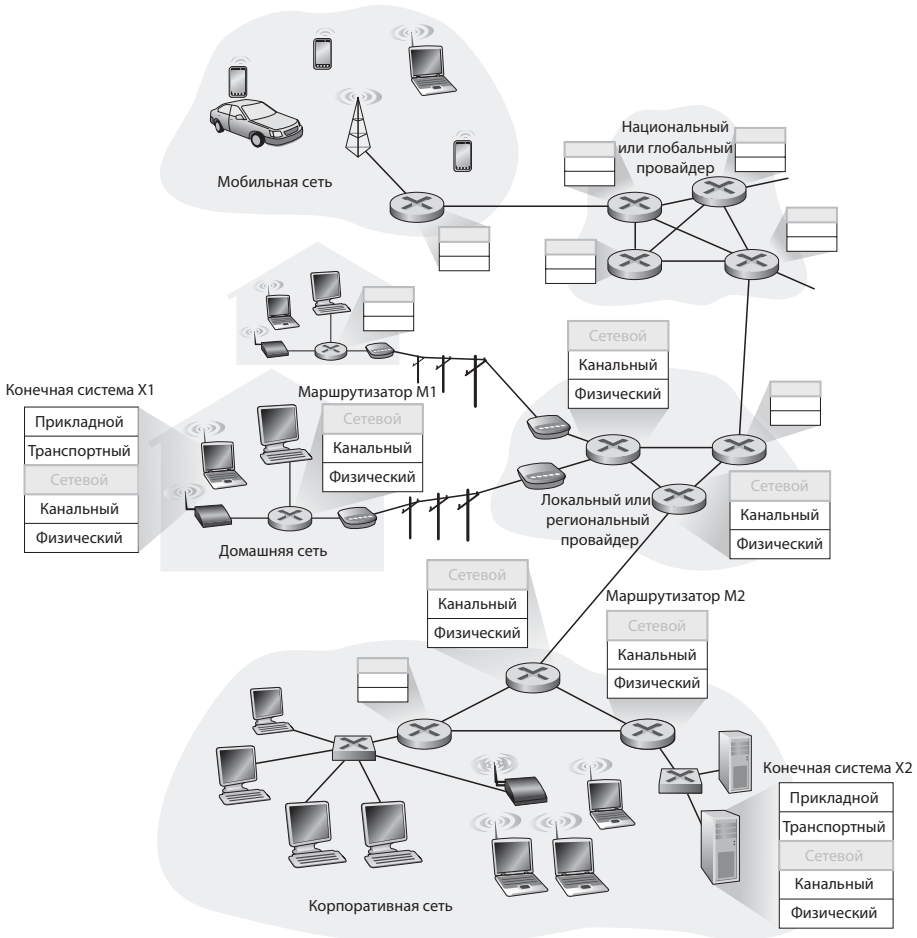 Мобильная сеть
Национальный
или глобальный
провайдер
Сетевой
Канальный
Физический
Конечная система X1
Прикладной
Транспортный
Сетевой
Канальный
Физический
Маршрутизатор М1
Сетевой
Канальный
Физический
Домашняя сеть
Локальный или
региональный
провайдер
Сетевой
Канальный
Физический
Сетевой
Канальный
Физический
Маршрутизатор М2
Сетевой
Канальный
Физический
Конечная система X2
Прикладной
Транспортный
Сетевой
Канальный
Физический
Корпоративная сеть